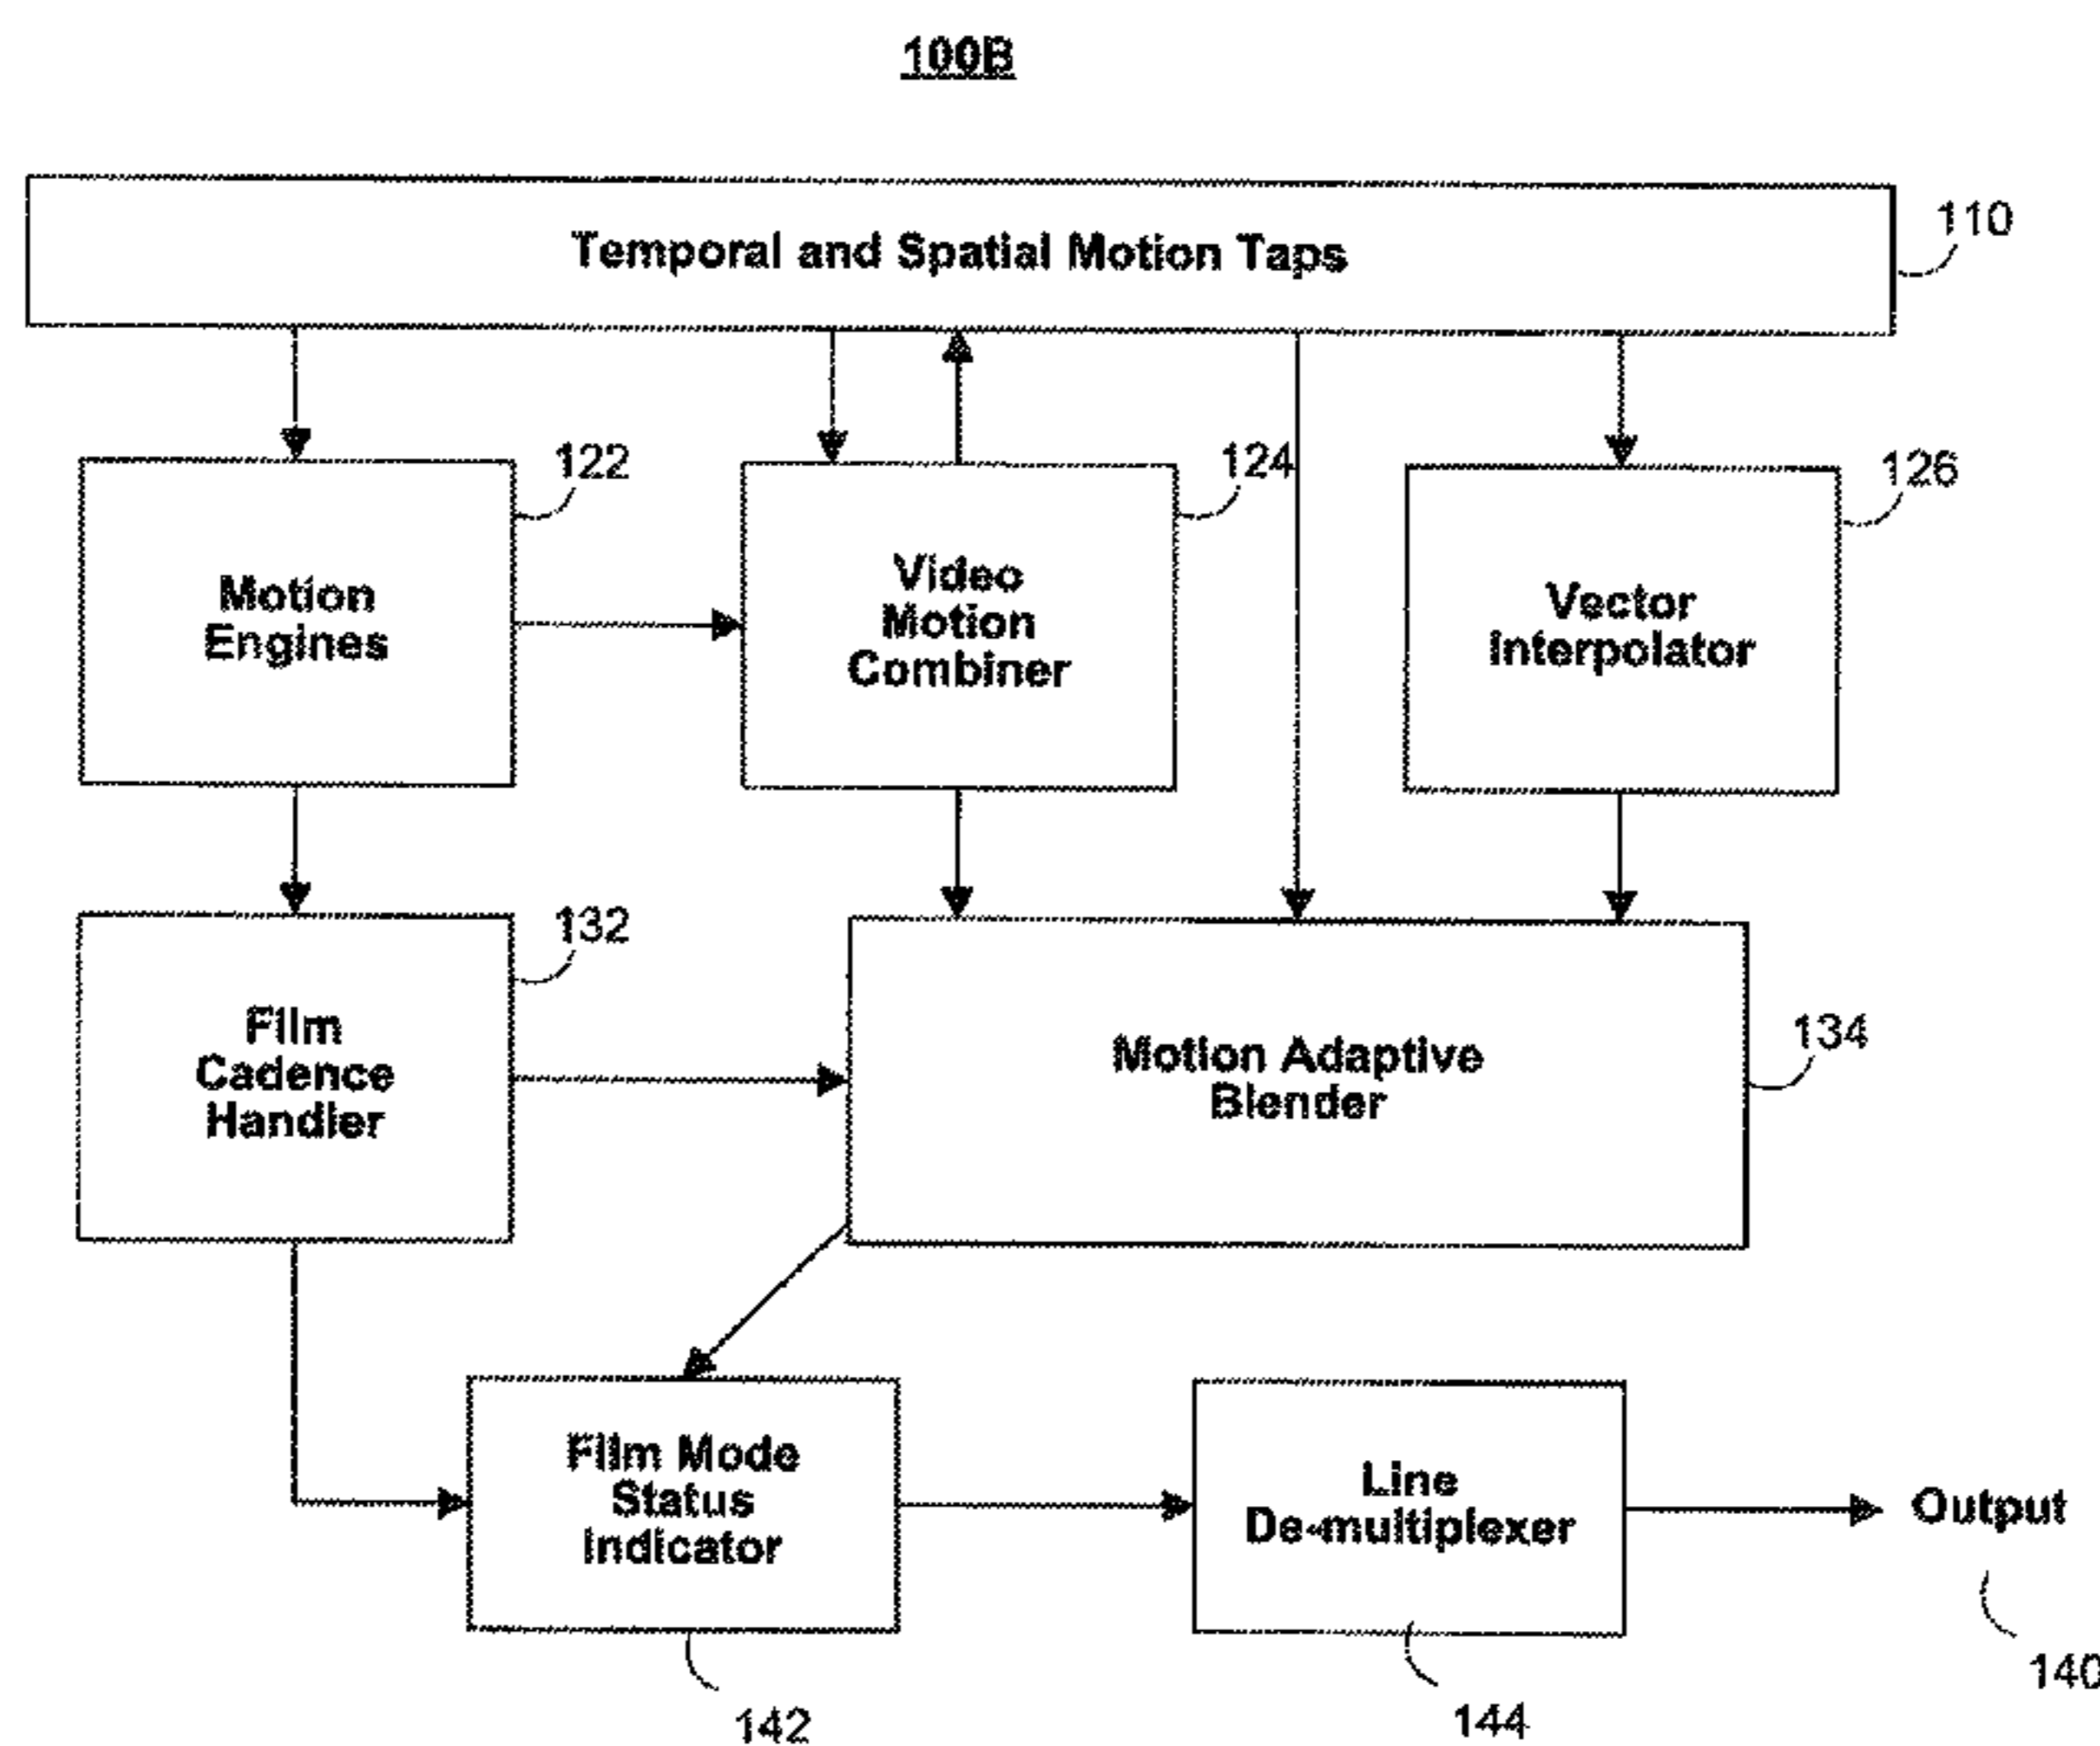 100B
Temporal and Spatial Motion Taps
110
122
124
126
Motion
Engines
Video
Motion
Combiner
Vector
Interpolator
132
Film
Cadence
Handler
Motion Adaptive
Blender
134
Film Mode
Status
Indicator
Line
De-multiplexer
Output
140
142
144